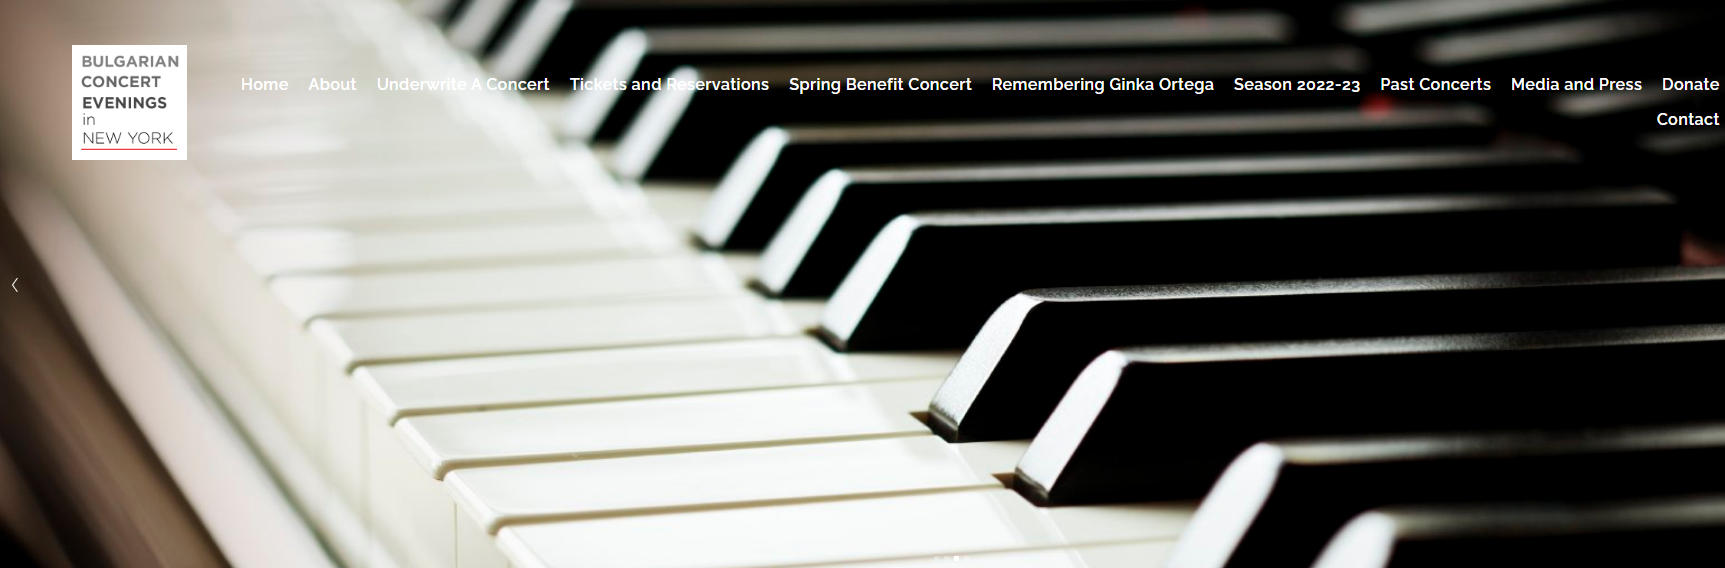 BULGARIAN
CONCERT
EVENINGS
in
NEW YORK
Home About Underwrite A Concert Tickets and Reservations Spring Benefit Concert Remembering Ginka Ortega Season 2022-23 Past Concerts Media and Press Donate
Contact